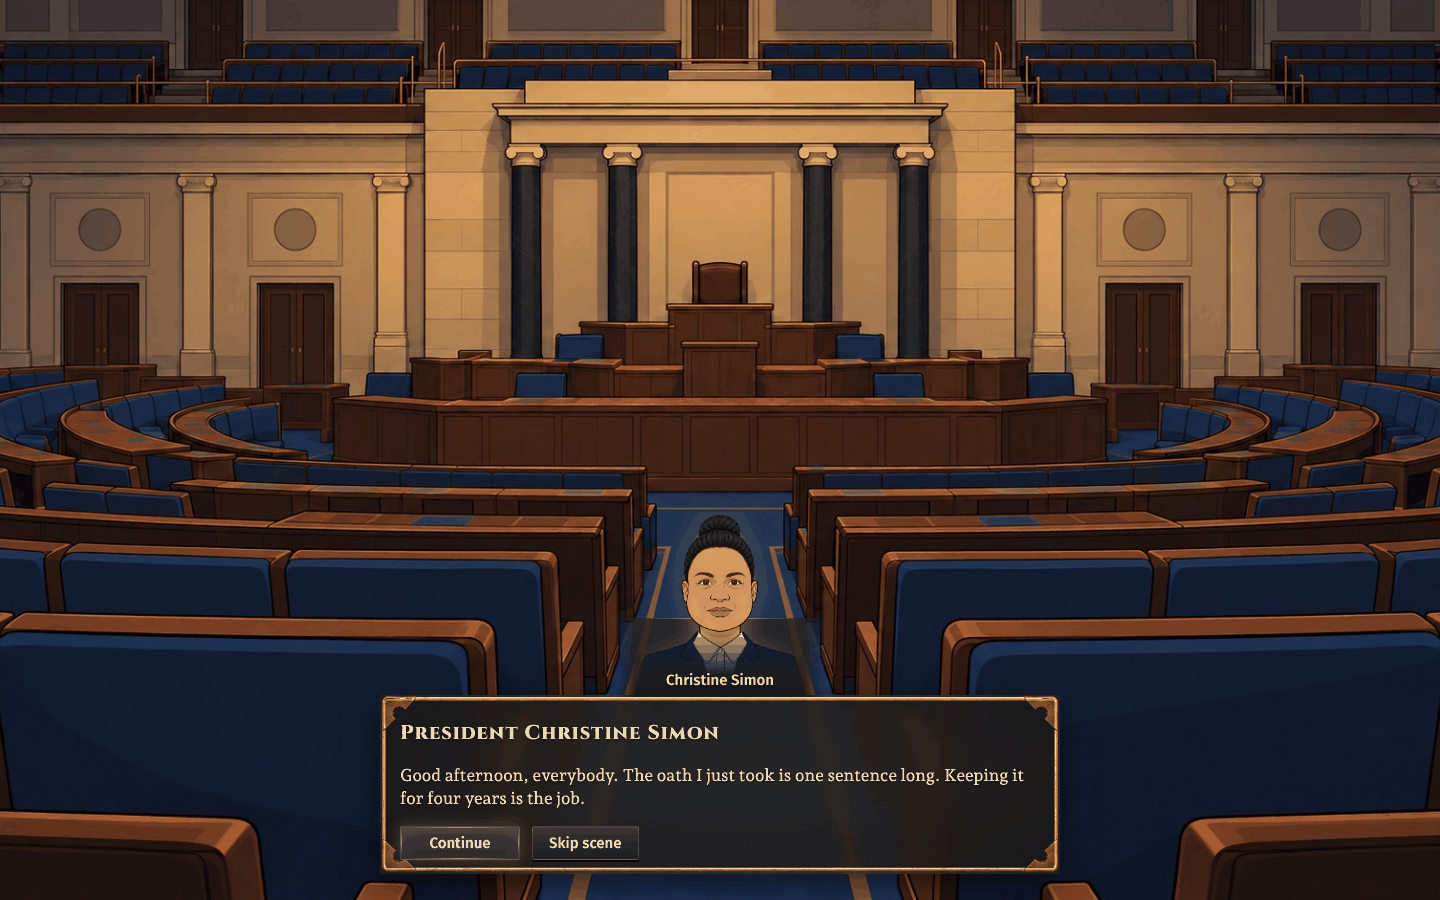 Christine Simon
President Christine Simon
Good afternoon, everybody. The oath I just took is one sentence long. Keeping it
for four years is the job.
Continue
Skip scene